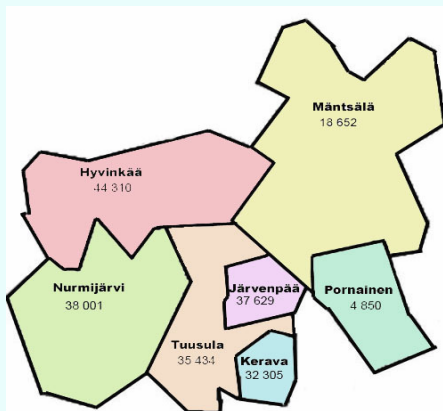 Mäntsälä
18 652
Hyvinkää
44 310
Nurmijärvi
38 001
Järvenpää
37 629
Pornainen
4 850
Tuusula
35 434
Kerava
32 305